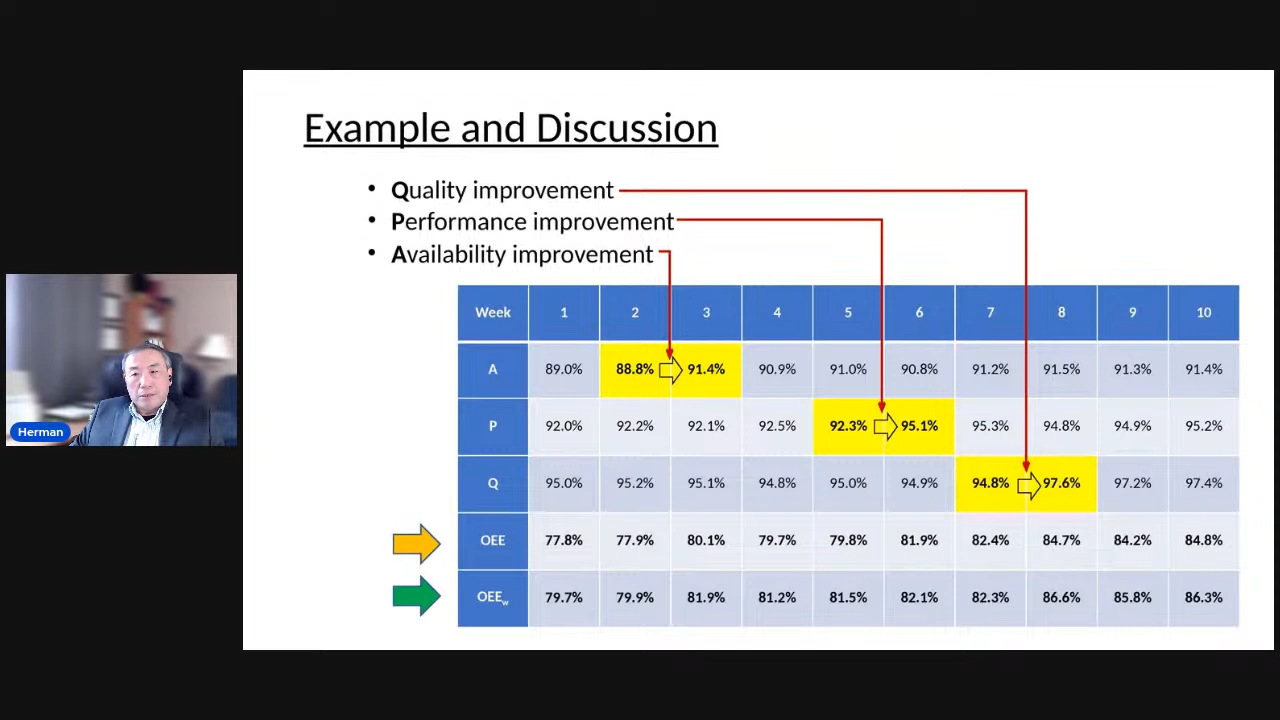 Example and Discussion
• Quality improvement
• Performance improvement
• Availability improvement
Week 1 2 3 4 5 6 7 8 9 10
A 89.0% 88.8% 91.4% 90.9% 91.0% 90.8% 91.2% 91.5% 91.3% 91.4%
P 92.0% 92.2% 92.1% 92.5% 92.3% 95.1% 95.3% 94.8% 94.9% 95.2%
Q 95.0% 95.2% 95.1% 94.8% 95.0% 94.9% 94.8% 97.6% 97.2% 97.4%
OEE 77.8% 77.9% 80.1% 79.7% 79.8% 81.9% 82.4% 84.7% 84.2% 84.8%
OEEw 79.7% 79.9% 81.9% 81.2% 81.5% 82.1% 82.3% 86.6% 85.8% 86.3%
Herman